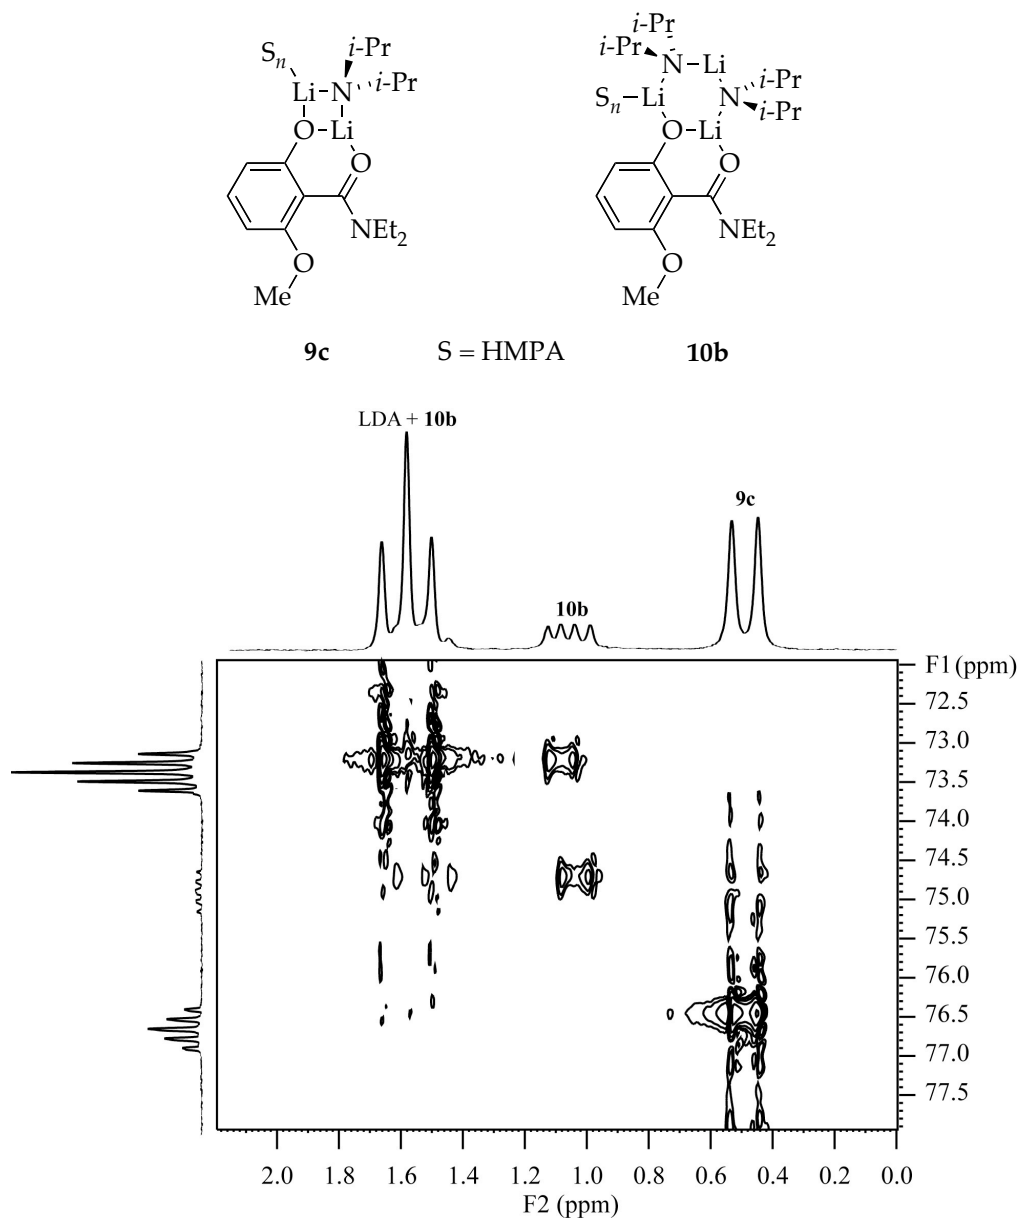 S_n
i-Pr
Li
N
i-Pr
O
Li
O
NEt₂
O
Me
i-Pr
i-Pr
N
Li
S_n
Li
N
i-Pr
i-Pr
O
Li
O
NEt₂
O
Me
9c S = HMPA 10b
LDA + 10b
9c
10b
F1 (ppm)
72.5
73.0
73.5
74.0
74.5
75.0
75.5
76.0
76.5
77.0
77.5
2.0 1.8 1.6 1.4 1.2 1.0 0.8 0.6 0.4 0.2 0.0
F2 (ppm)